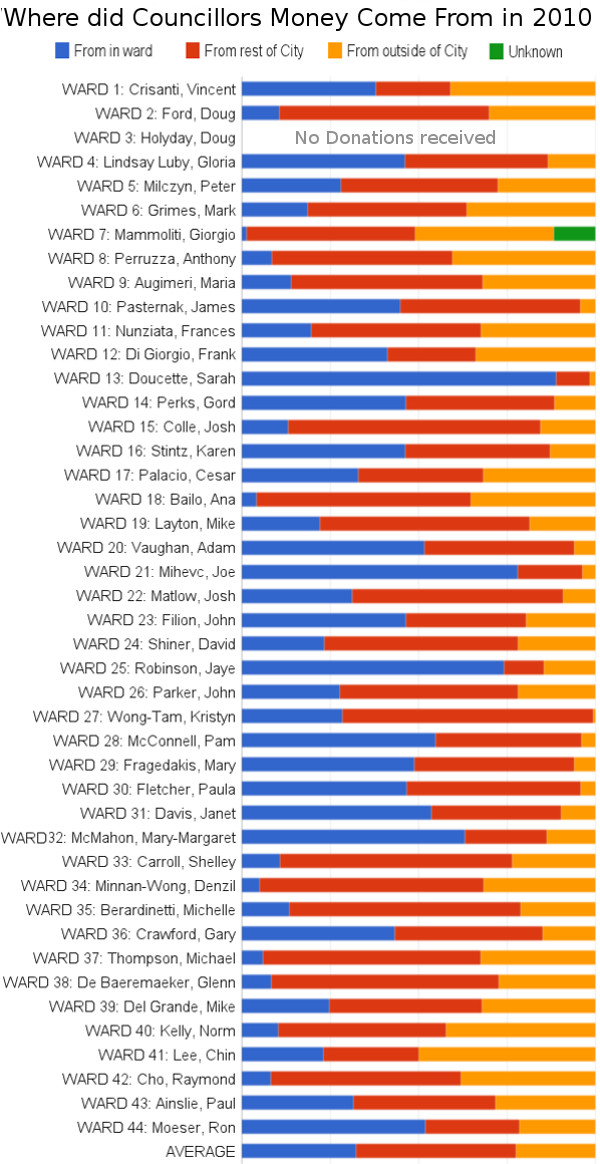 Where did Councillors Money Come From in 2010
From in ward From rest of City From outside of City Unknown
WARD 1: Crisanti, Vincent
WARD 2: Ford, Doug
WARD 3: Holyday, Doug No Donations received
WARD 4: Lindsay Luby, Gloria
WARD 5: Milczyn, Peter
WARD 6: Grimes, Mark
WARD 7: Mammoliti, Giorgio
WARD 8: Perruzza, Anthony
WARD 9: Augimeri, Maria
WARD 10: Pasternak, James
WARD 11: Nunziata, Frances
WARD 12: Di Giorgio, Frank
WARD 13: Doucette, Sarah
WARD 14: Perks, Gord
WARD 15: Colle, Josh
WARD 16: Stintz, Karen
WARD 17: Palacio, Cesar
WARD 18: Bailo, Ana
WARD 19: Layton, Mike
WARD 20: Vaughan, Adam
WARD 21: Mihevc, Joe
WARD 22: Matlow, Josh
WARD 23: Filion, John
WARD 24: Shiner, David
WARD 25: Robinson, Jaye
WARD 26: Parker, John
WARD 27: Wong-Tam, Kristyn
WARD 28: McConnell, Pam
WARD 29: Fragedakis, Mary
WARD 30: Fletcher, Paula
WARD 31: Davis, Janet
WARD32: McMahon, Mary-Margaret
WARD 33: Carroll, Shelley
WARD 34: Minnan-Wong, Denzil
WARD 35: Berardinetti, Michelle
WARD 36: Crawford, Gary
WARD 37: Thompson, Michael
WARD 38: De Baeremaeker, Glenn
WARD 39: Del Grande, Mike
WARD 40: Kelly, Norm
WARD 41: Lee, Chin
WARD 42: Cho, Raymond
WARD 43: Ainslie, Paul
WARD 44: Moeser, Ron
AVERAGE